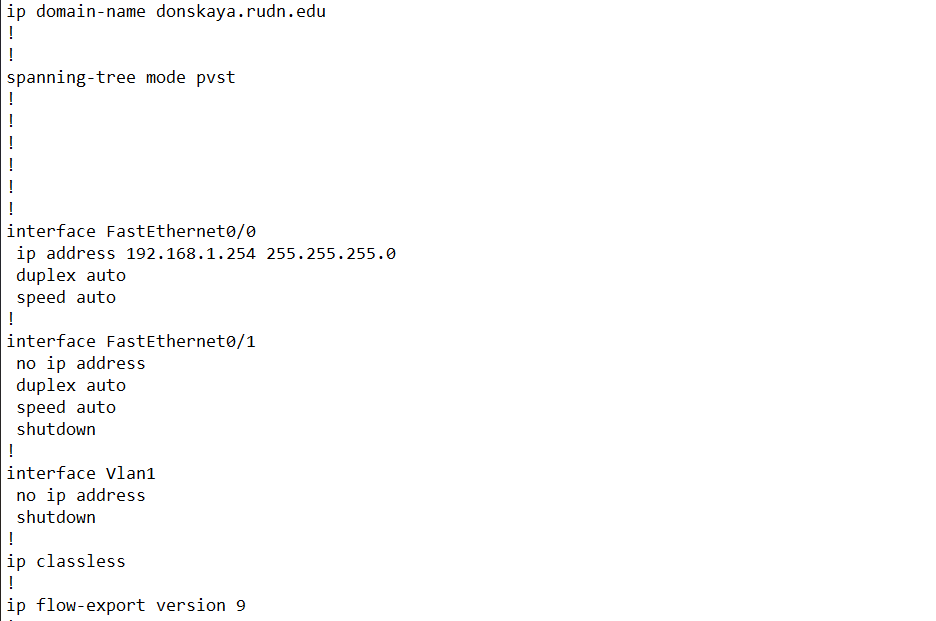 ip domain-name donskaya.rudn.edu
!
!
spanning-tree mode pvst
!
!
!
!
!
!
interface FastEthernet0/0
 ip address 192.168.1.254 255.255.255.0
 duplex auto
 speed auto
!
interface FastEthernet0/1
 no ip address
 duplex auto
 speed auto
 shutdown
!
interface Vlan1
 no ip address
 shutdown
!
ip classless
!
ip flow-export version 9